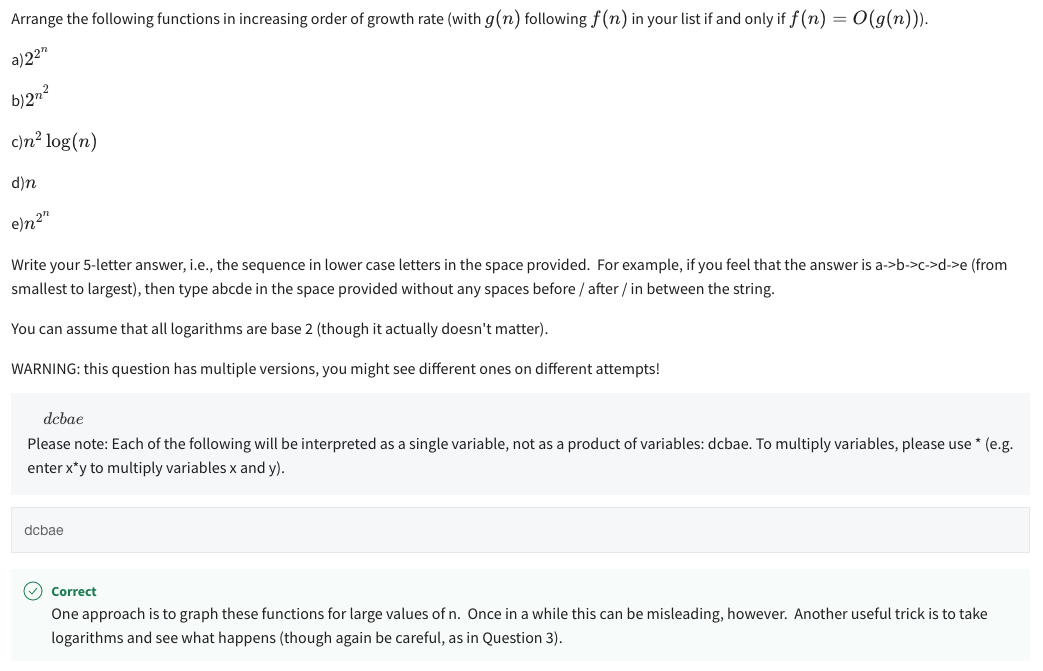 Arrange the following functions in increasing order of growth rate (with $g(n)$ following $f(n)$ in your list if and only if $f(n) = O(g(n))$).
a)$2^{2^n}$
b)$2^{n^2}$
c)$n^2 \log(n)$
d)$n$
e)$n^{2^n}$
Write your 5-letter answer, i.e., the sequence in lower case letters in the space provided.  For example, if you feel that the answer is a->b->c->d->e (from
smallest to largest), then type abcde in the space provided without any spaces before / after / in between the string.
You can assume that all logarithms are base 2 (though it actually doesn't matter).
WARNING: this question has multiple versions, you might see different ones on different attempts!
dcbae
Please note: Each of the following will be interpreted as a single variable, not as a product of variables: dcbae. To multiply variables, please use * (e.g.
enter x*y to multiply variables x and y).
dcbae
Correct
One approach is to graph these functions for large values of n.  Once in a while this can be misleading, however.  Another useful trick is to take
logarithms and see what happens (though again be careful, as in Question 3).